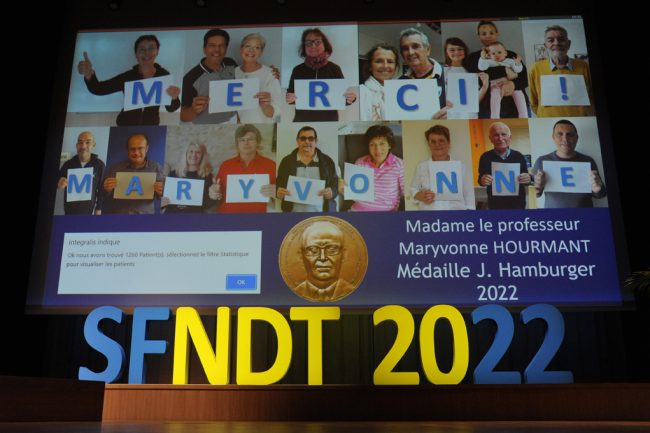 MERCI!
MARYVONNE
Integralis indique
Ok nous avons trouvé 1260 Patient(s), sélectionnez le filtre Statistique
pour visualiser les patients
OK
Madame le professeur
Maryvonne HOURMANT
Médaille J. Hamburger
2022
SFNDT 2022